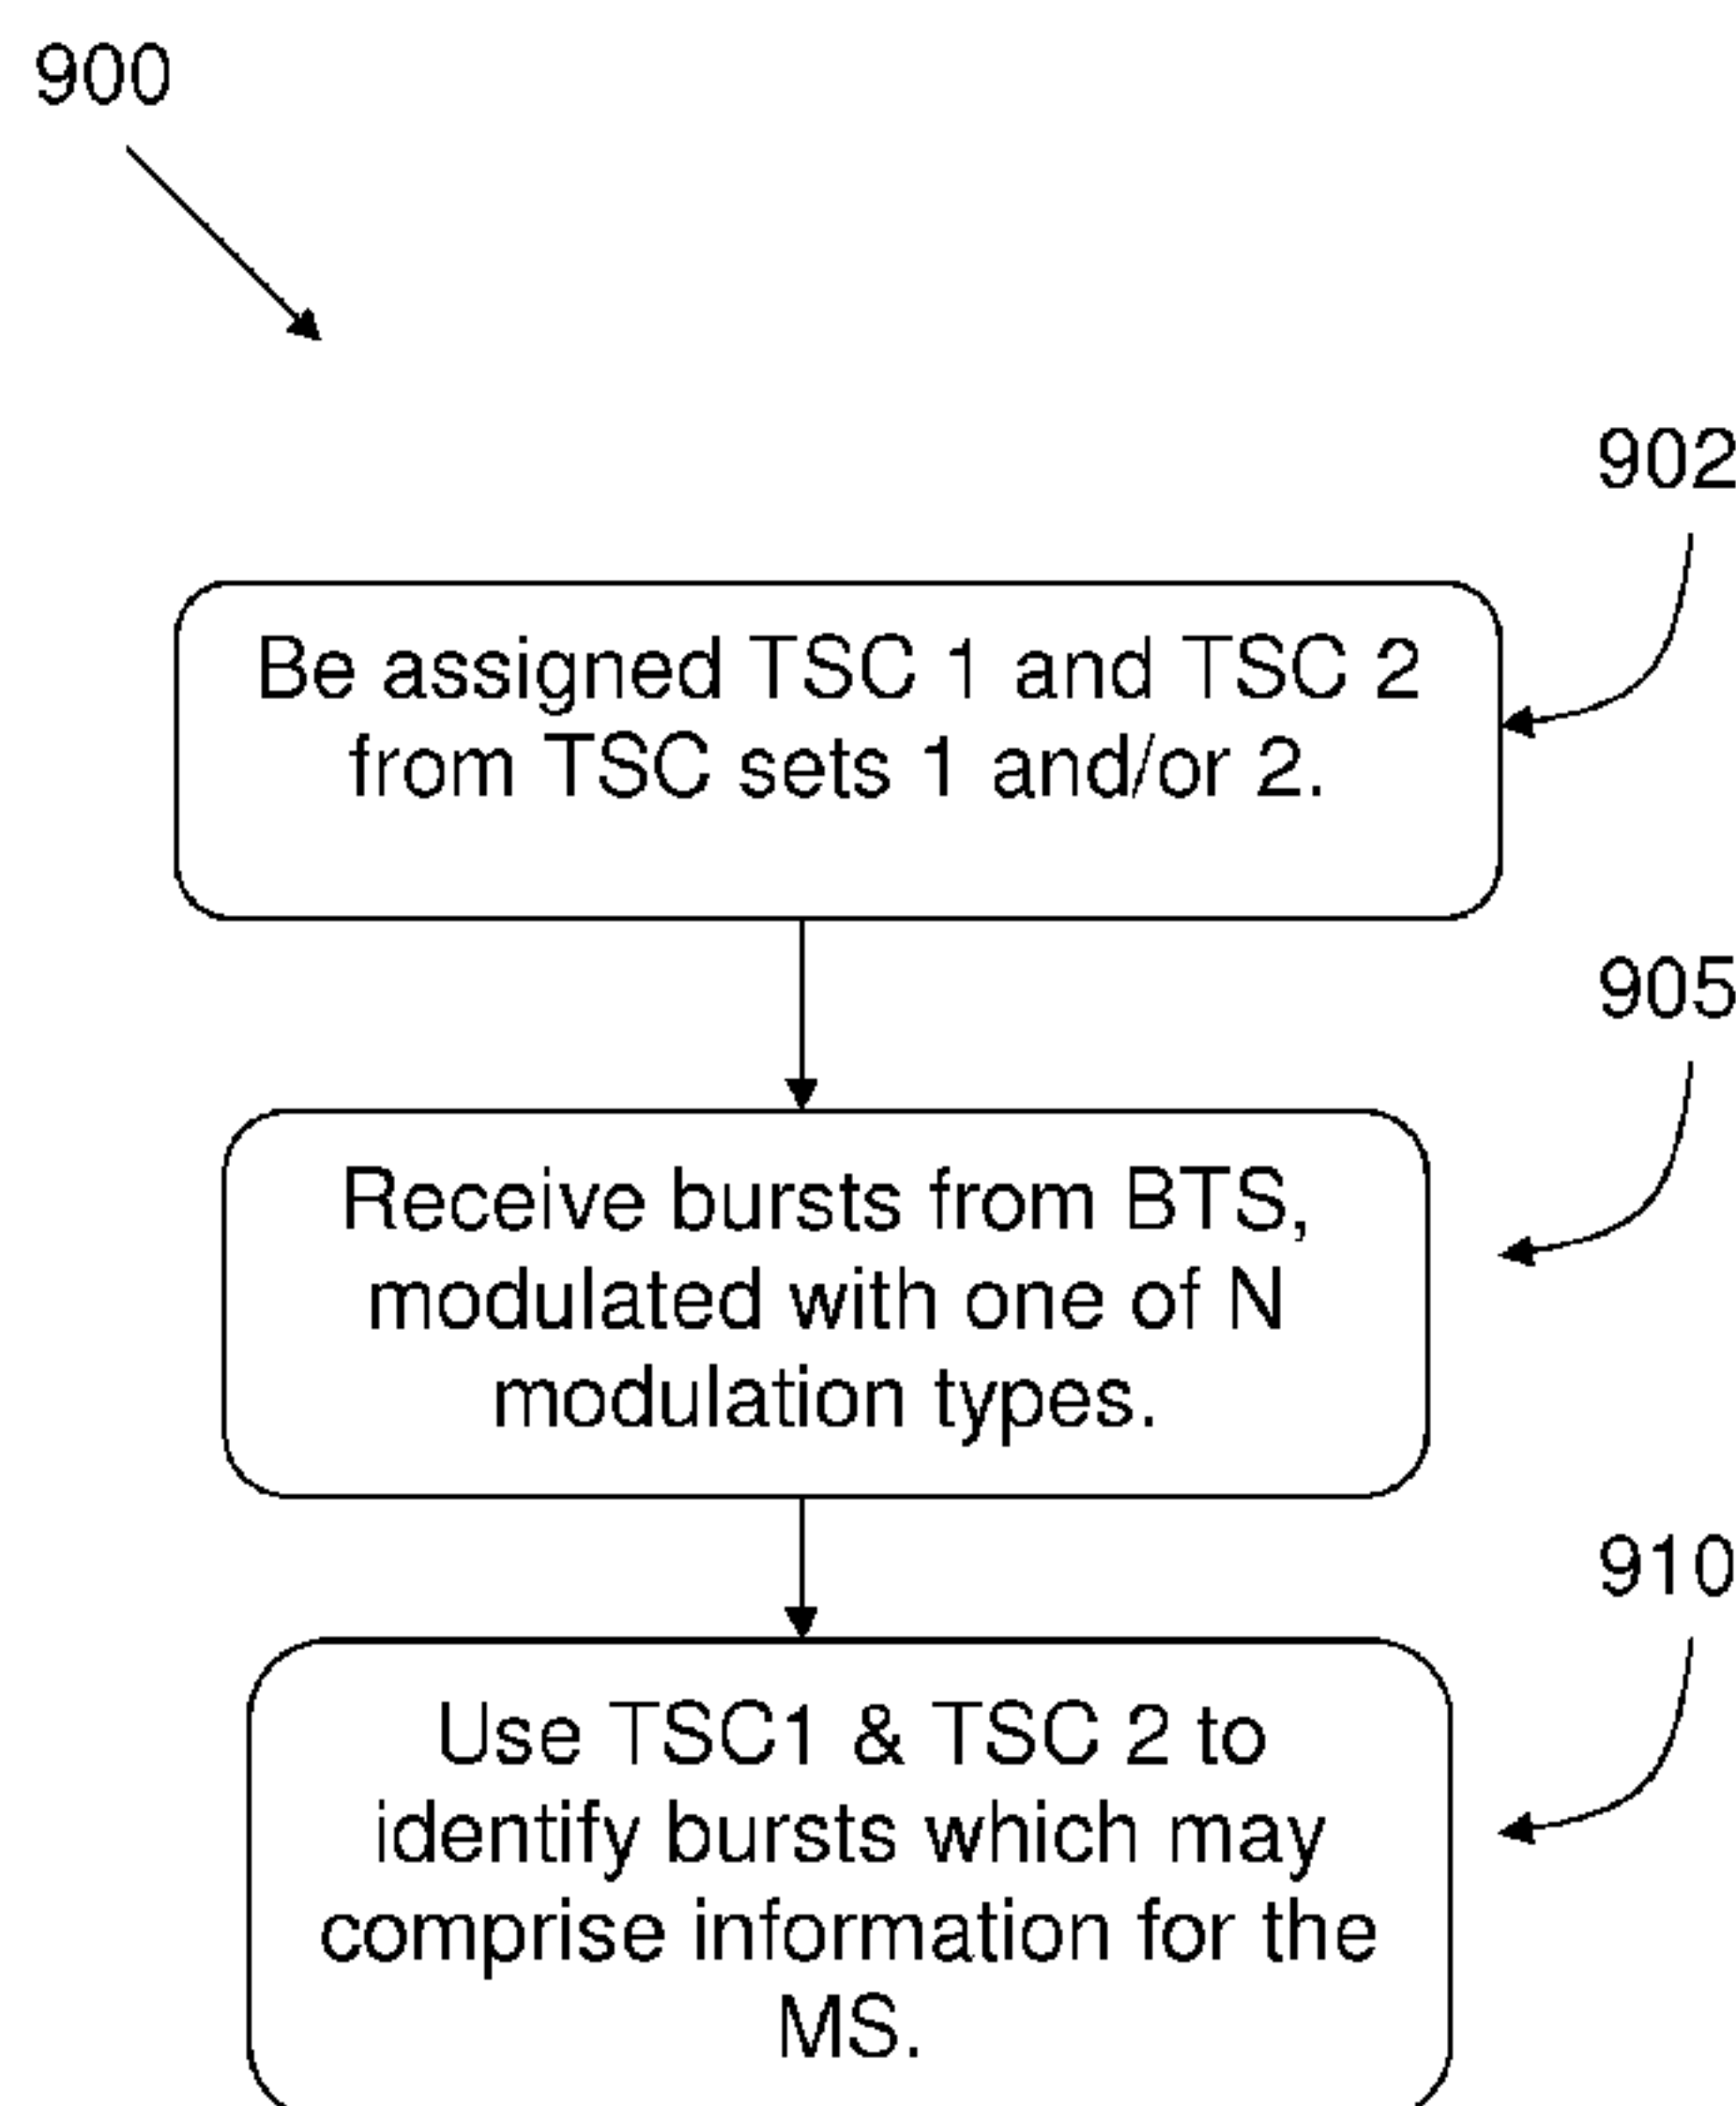 900
902
Be assigned TSC 1 and TSC 2
from TSC sets 1 and/or 2.
905
Receive bursts from BTS,
modulated with one of N
modulation types.
910
Use TSC1 & TSC 2 to
identify bursts which may
comprise information for the
MS.